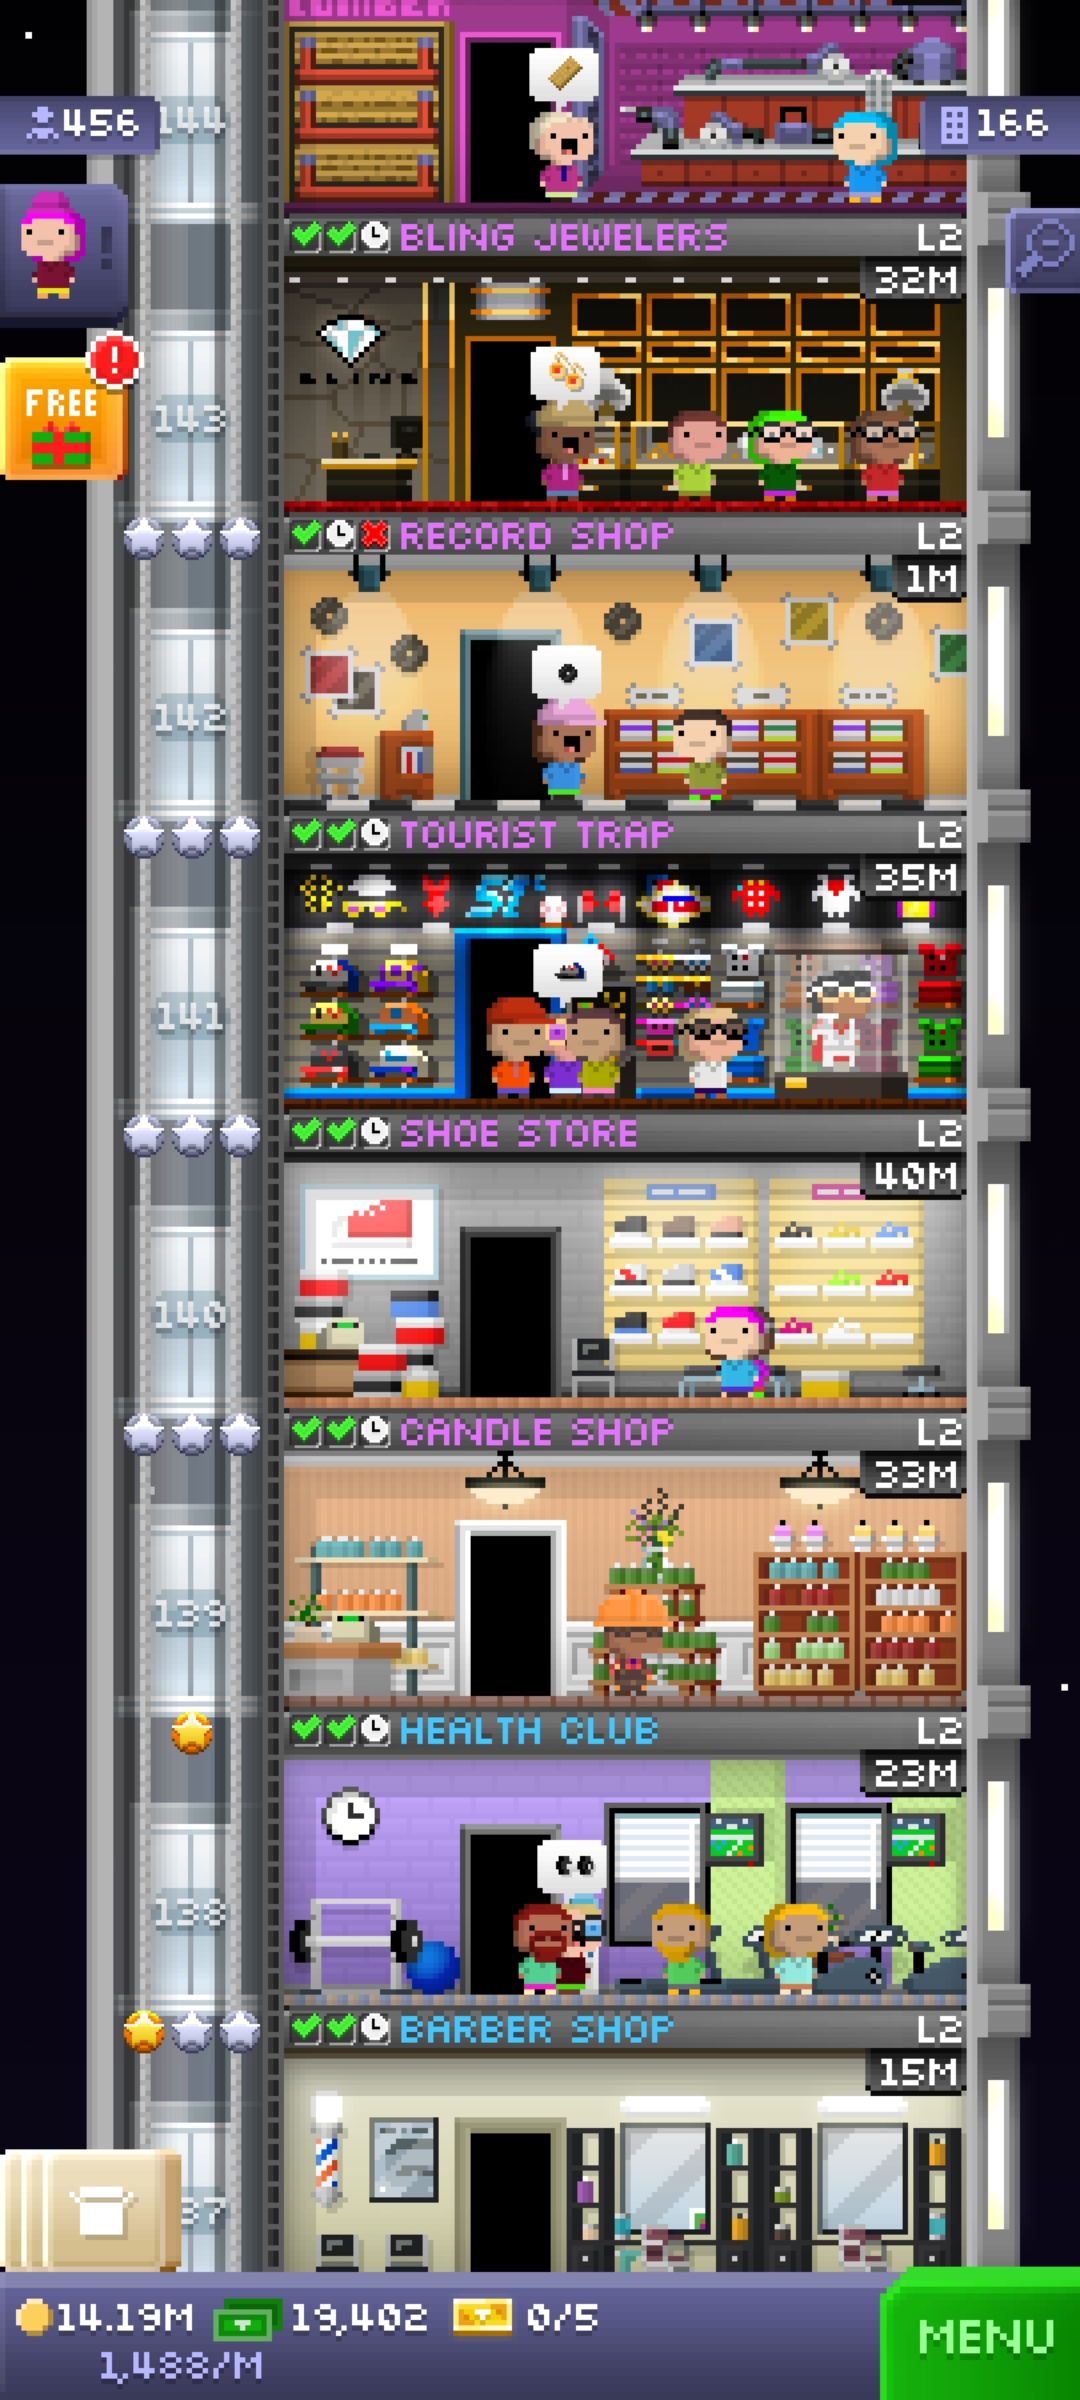 LUMBER
456
144
166
BLING JEWELERS L2
32M
BLING
FREE
!
143
RECORD SHOP L2
1M
142
TOURIST TRAP L2
35M
141
SHOE STORE L2
40M
140
CANDLE SHOP L2
33M
139
HEALTH CLUB L2
23M
138
BARBER SHOP L2
15M
37
14.19M 19,402 0/5
1,488/M
MENU